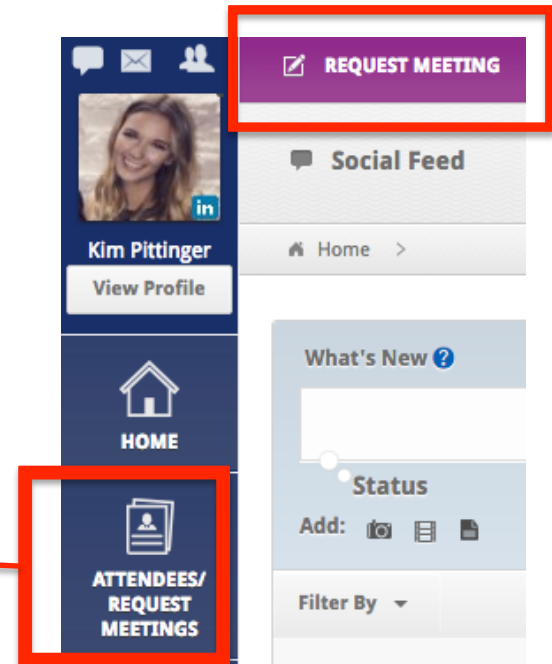 REQUEST MEETING
in
Kim Pittinger
View Profile
HOME
ATTENDEES/
REQUEST
MEETINGS
Social Feed
Home >
What's New ?
Status
Add:
Filter By